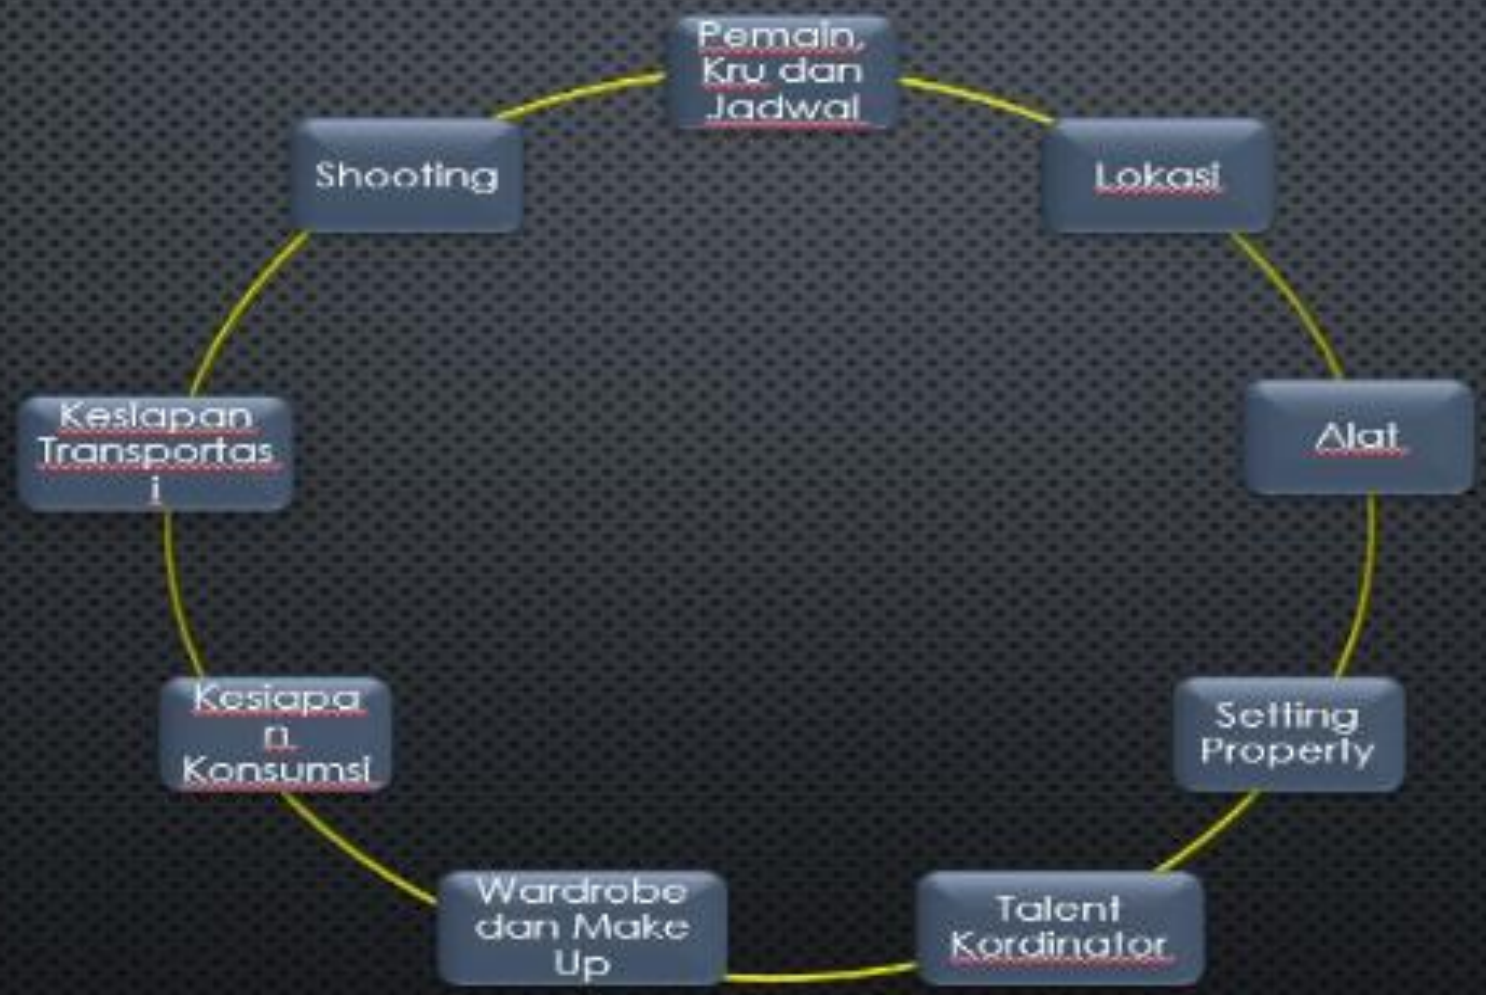 Pemain,
Kru dan
Jadwal
Lokasi
Alat
Setting
Property
Talent
Kordinator
Wardrobe
dan Make
Up
Kesiapa
n
Konsumsi
Kesiapan
Transportas
i
Shooting